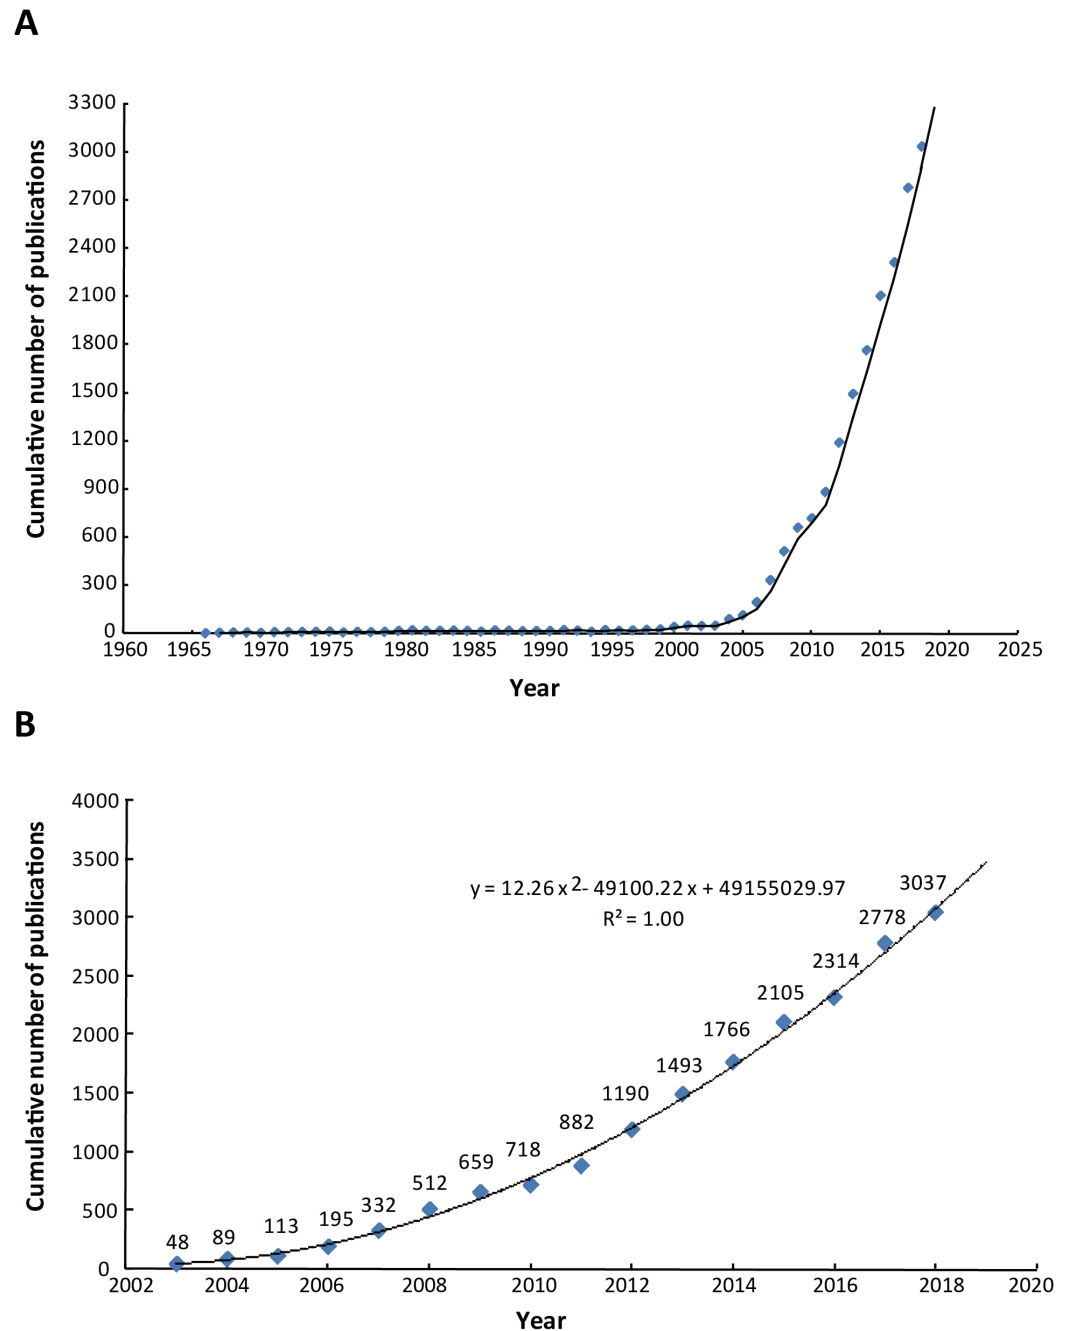 A
3300
3000
2700
2400
2100
1800
1500
1200
900
600
300
0
Cumulative number of publications
1960 1965 1970 1975 1980 1985 1990 1995 2000 2005 2010 2015 2020 2025
Year
B
4000
3500
3000
2500
2000
1500
1000
500
0
Cumulative number of publications
y = 12.26 x 2- 49100.22 x + 49155029.97
R² = 1.00
48 89 113 195 332 512 659 718 882 1190 1493 1766 2105 2314 2778 3037
2002 2004 2006 2008 2010 2012 2014 2016 2018 2020
Year